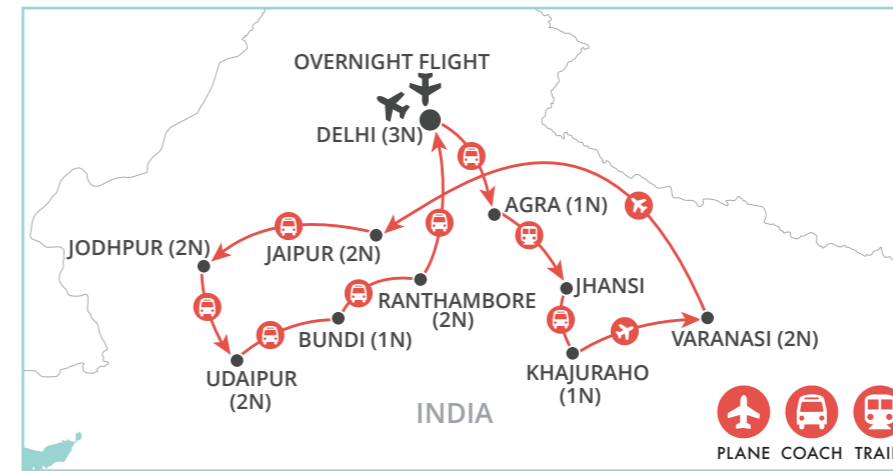 OVERNIGHT FLIGHT
DELHI (3N)
AGRA (1N)
JODHPUR (2N)
JAIPUR (2N)
JHANSI
RANTHAMBORE
(2N)
BUNDI (1N)
VARANASI (2N)
UDAIPUR
(2N)
KHAJURAHO
(1N)
INDIA
PLANE COACH TRAI